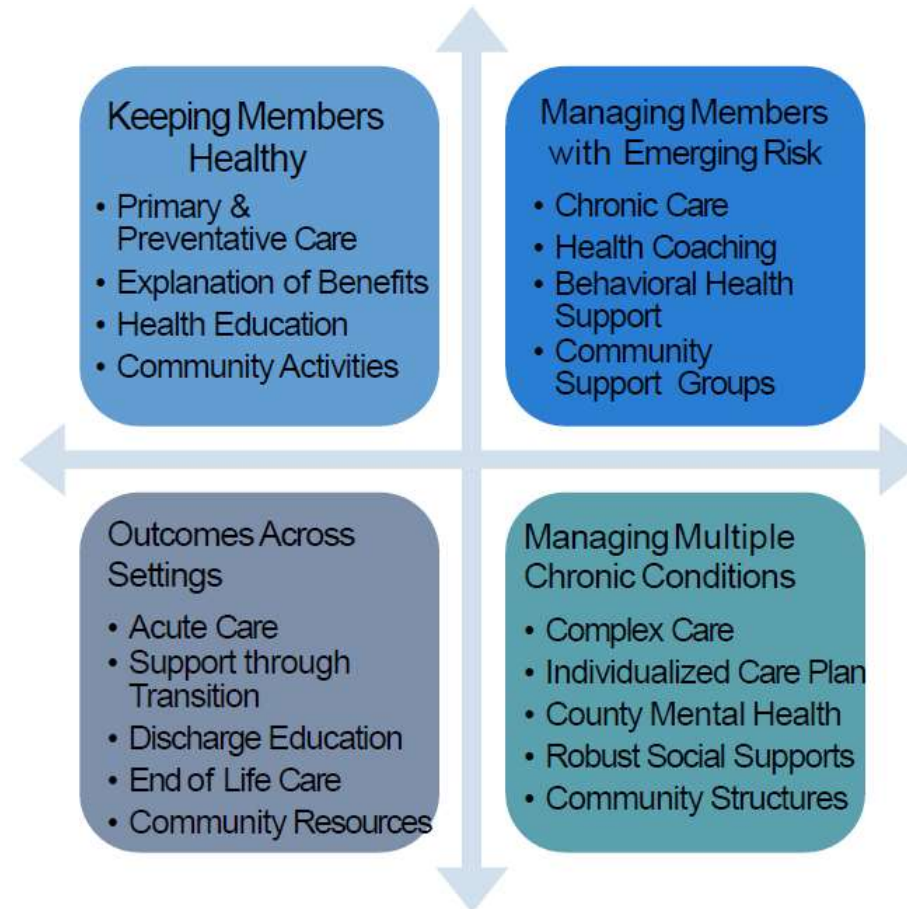 Keeping Members
Healthy
• Primary &
Preventative Care
• Explanation of Benefits
• Health Education
• Community Activities
Managing Members
with Emerging Risk
• Chronic Care
• Health Coaching
• Behavioral Health
Support
• Community
Support Groups
Outcomes Across
Settings
• Acute Care
• Support through
Transition
• Discharge Education
• End of Life Care
• Community Resources
Managing Multiple
Chronic Conditions
• Complex Care
• Individualized Care Plan
• County Mental Health
• Robust Social Supports
• Community Structures